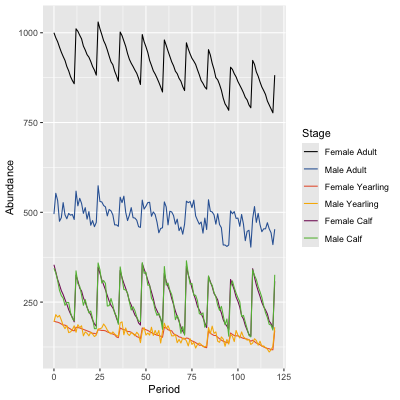 1000
750
500
250
Abundance
0
25
50
75
100
125
Period
Stage
Female Adult
Male Adult
Female Yearling
Male Yearling
Female Calf
Male Calf